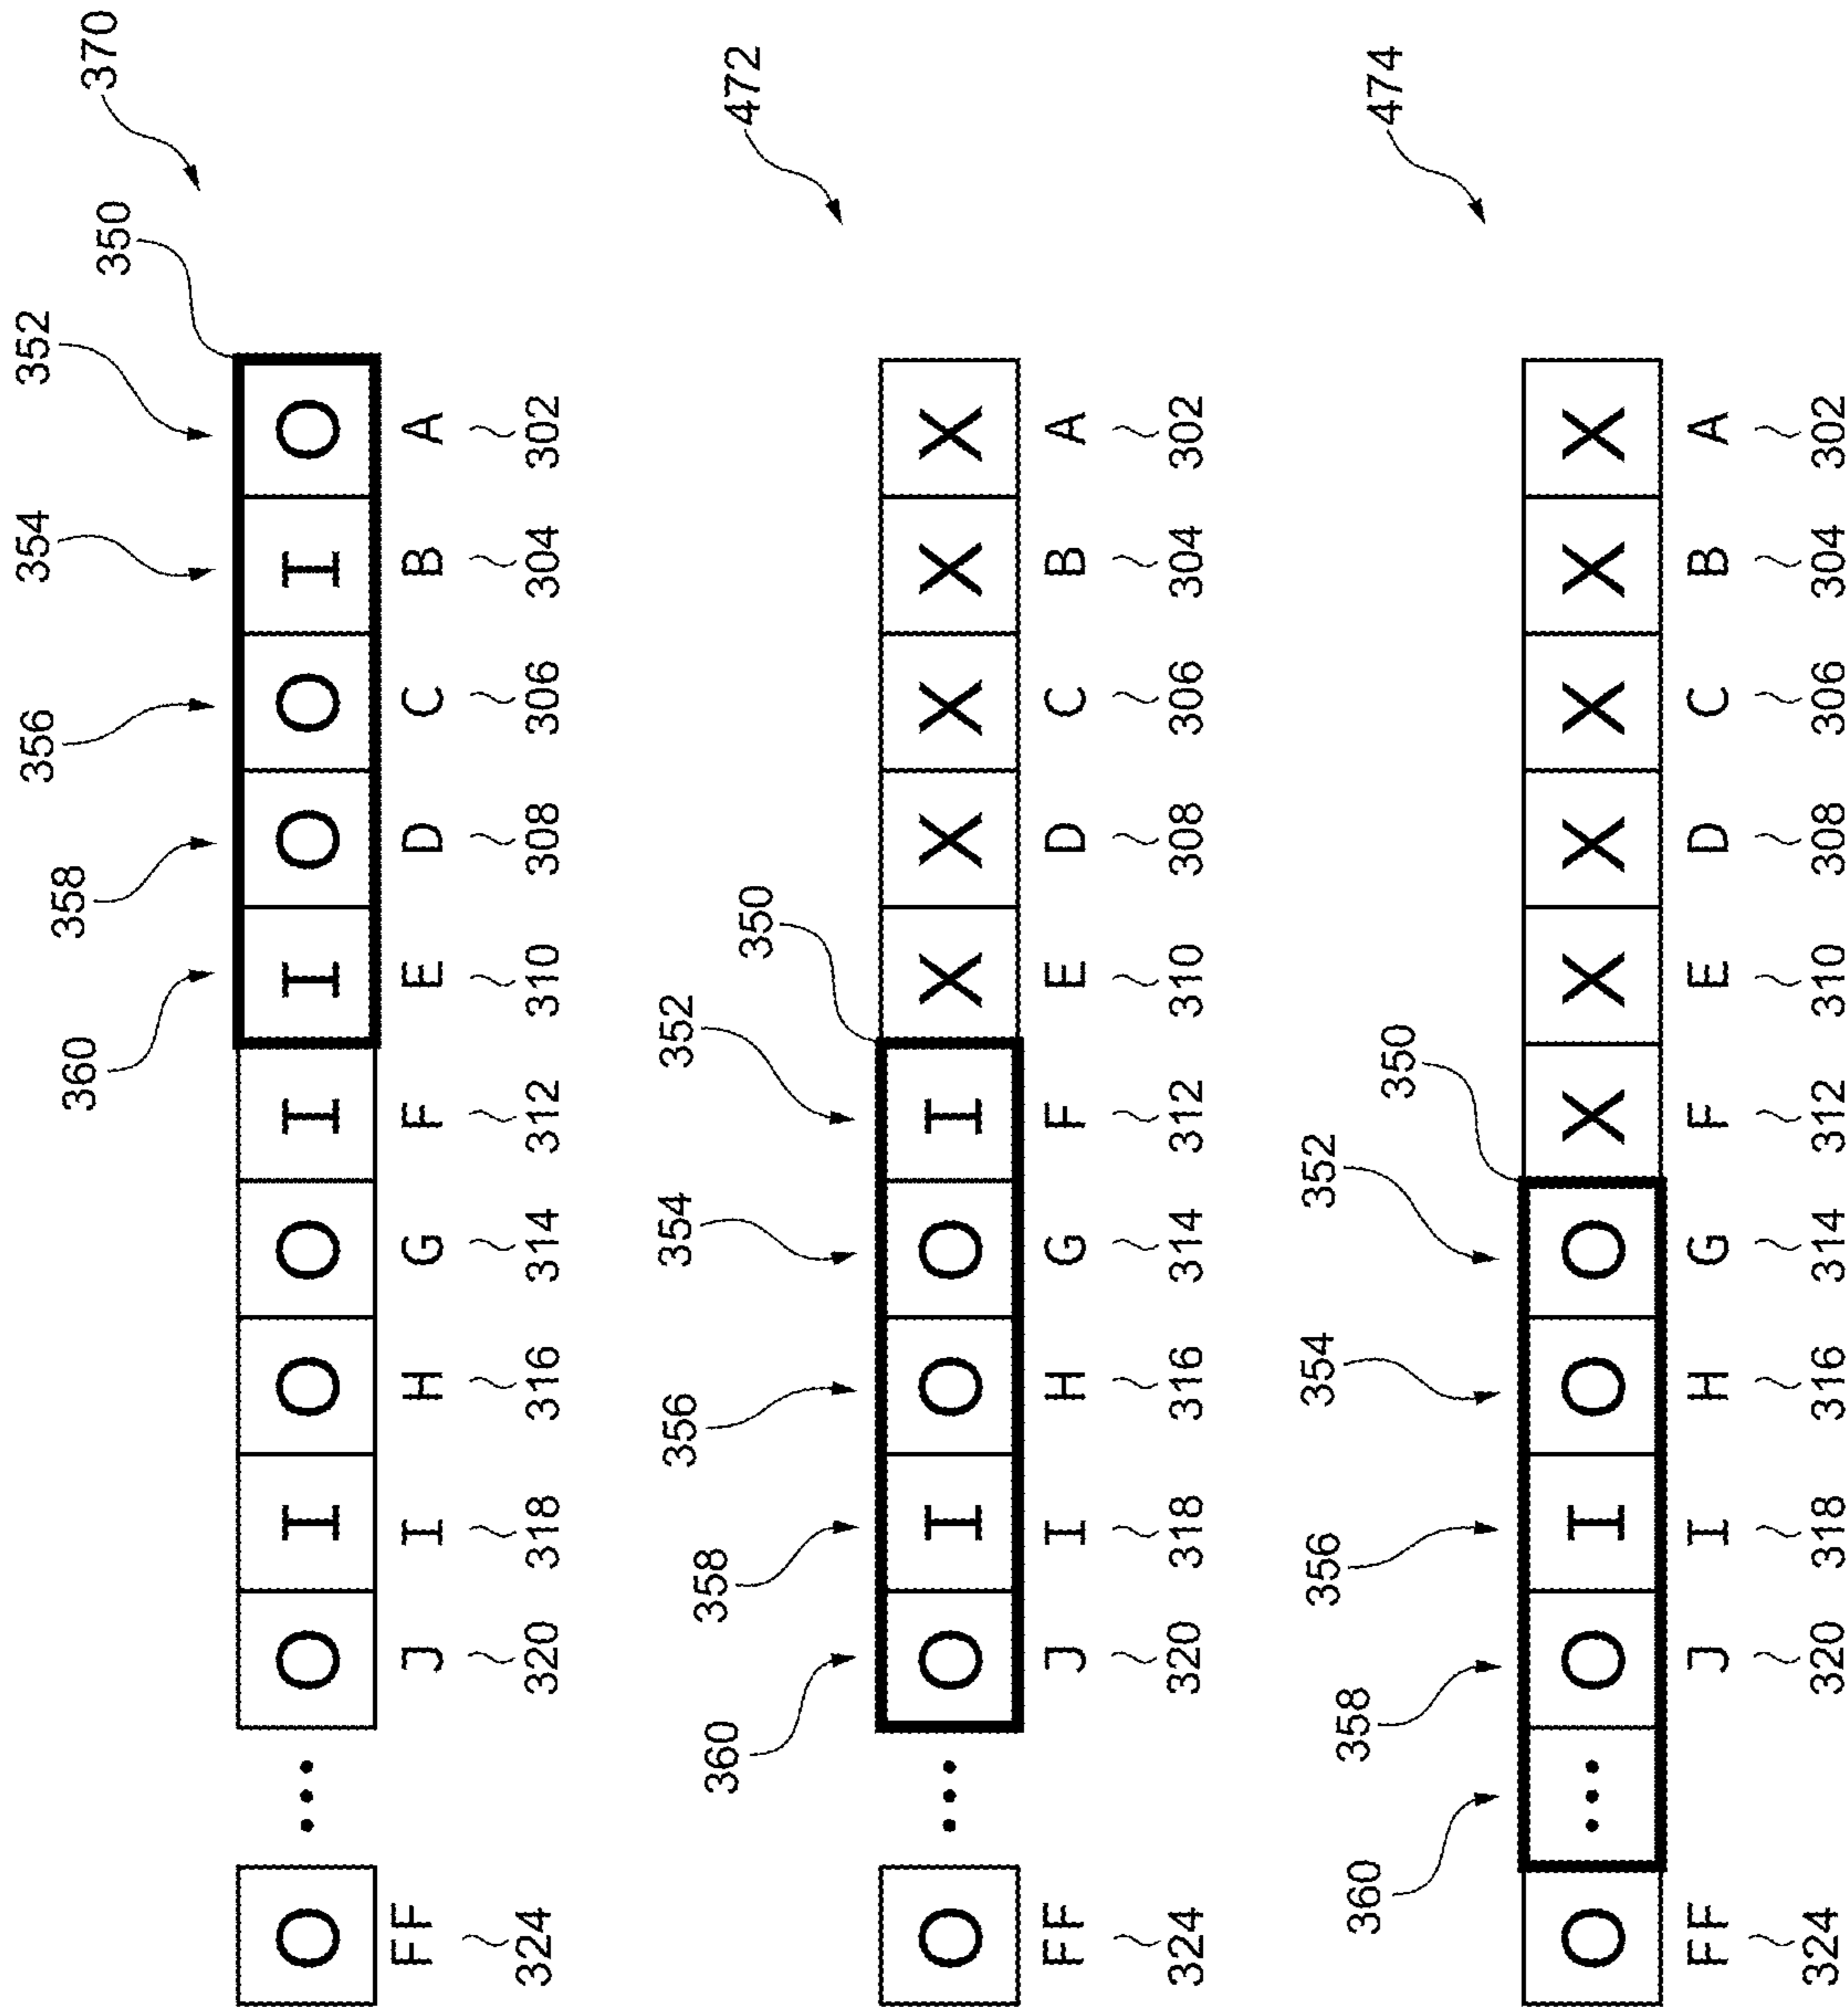 360 358 356 354 352 350 370
O ... O I O O I I O O I O
FF J I H G F E D C B A
324 320 318 316 314 312 310 308 306 304 302
360 358 356 354 352 350 472
O ... O I O O I X X X X X
FF J I H G F E D C B A
324 320 318 316 314 312 310 308 306 304 302
360 358 356 354 352 350 474
O ... O I O O X X X X X X
FF J I H G F E D C B A
324 320 318 316 314 312 310 308 306 304 302